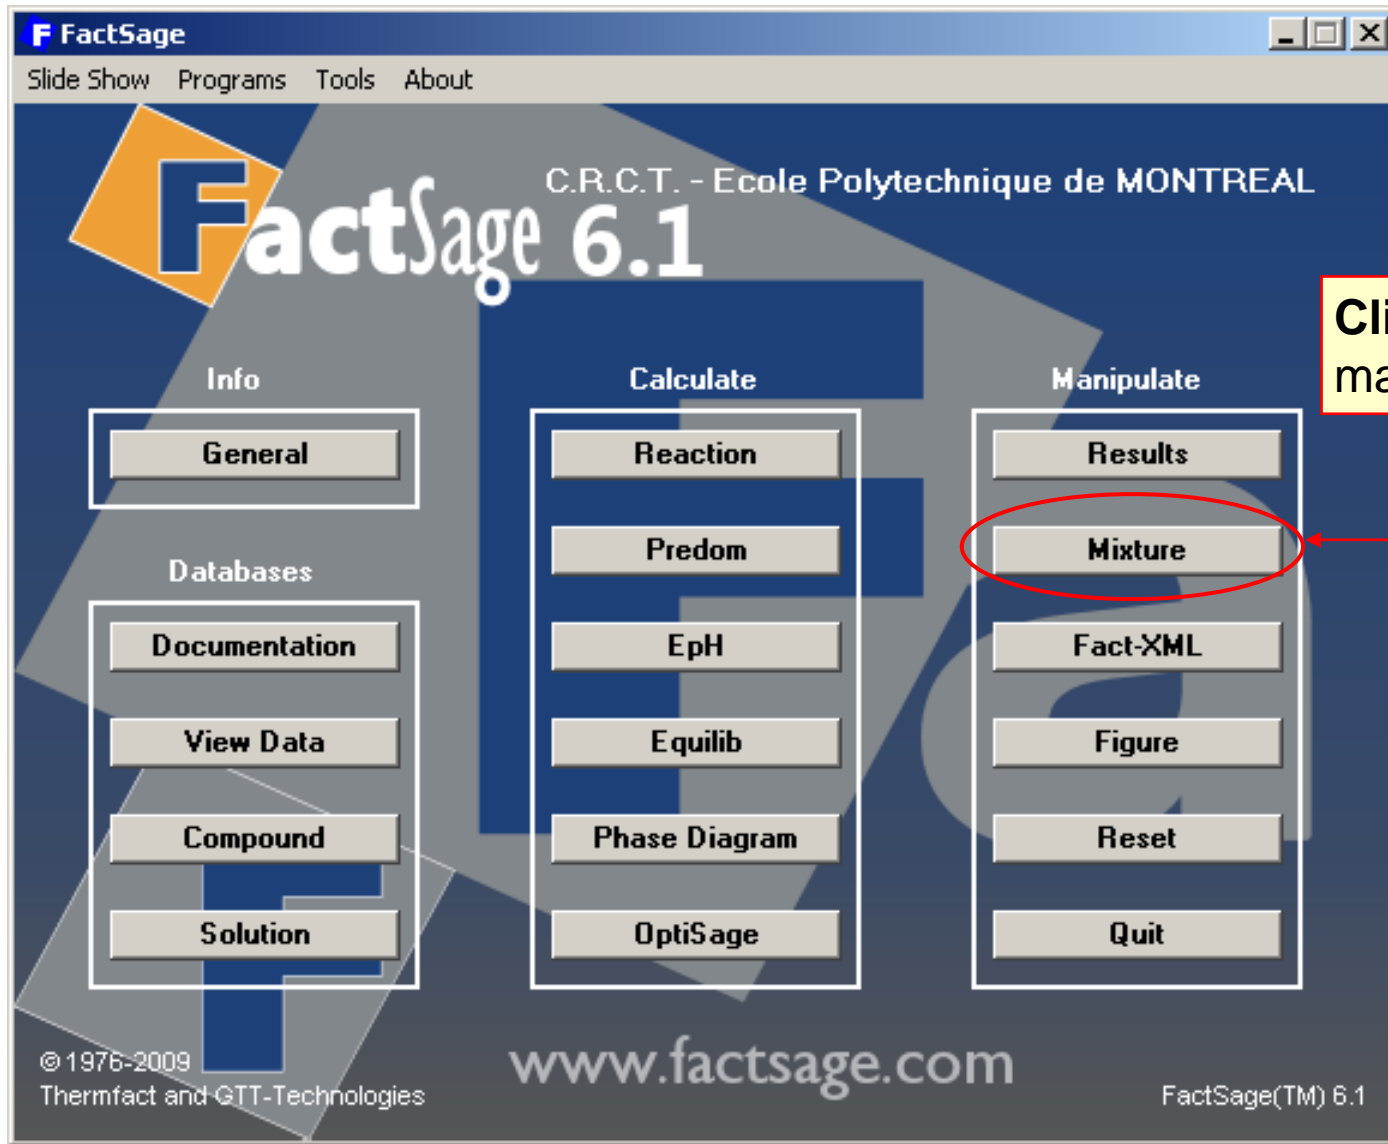 FactSage
Slide Show Programs Tools About
C.R.C.T. - Ecole Polytechnique de MONTREAL
FactSage 6.1
Info
General
Databases
Documentation
View Data
Compound
Solution
Calculate
Reaction
Predom
EpH
Equilib
Phase Diagram
OptiSage
Manipulate
Results
Mixture
Fact-XML
Figure
Reset
Quit
© 1976-2009
Thermfact and GTT-Technologies
www.factsage.com
FactSage(TM) 6.1